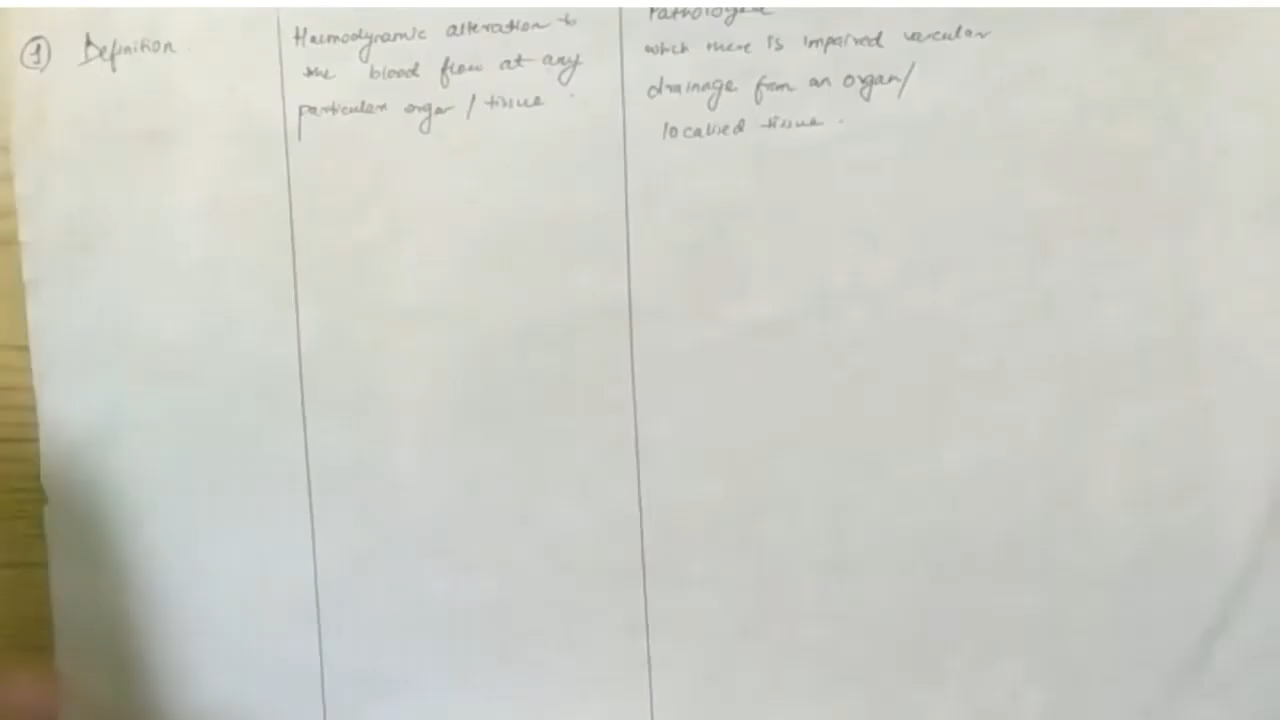 ① Definition.
Haemodynamic alteration to
the blood flow at any
particular organ / tissue.
which there is impaired vascular
drainage from an organ/
localised tissue.